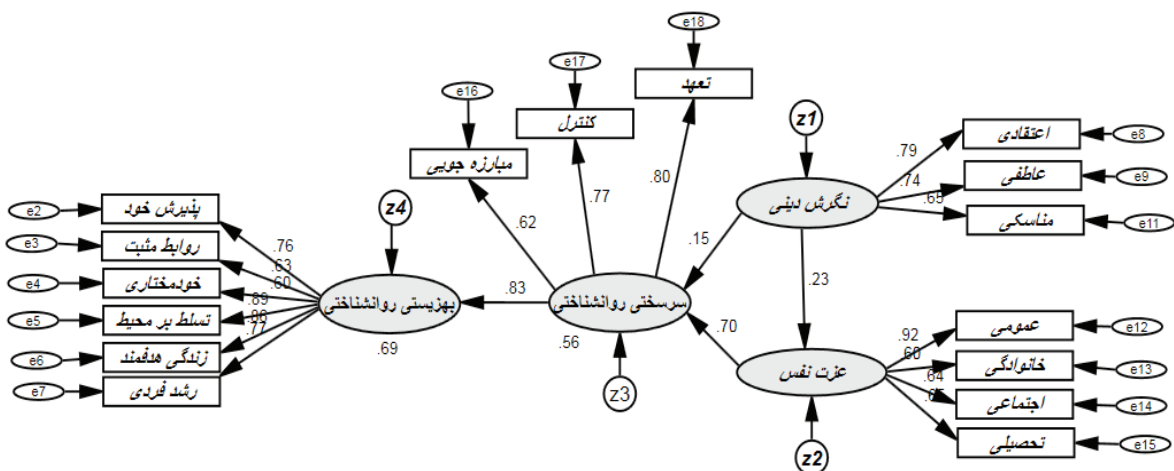 e18
تعهد
e17
کنترل
e16
مبارزه جویی
z1
اعتقادی
e8
عاطفی
e9
مناسکی
e11
.79
.74
نگرش دینی
.80
.77
.62
.15
.23
z4
پذیرش خود
e2
روابط مثبت
e3
خودمختاری
e4
تسلط بر محیط
e5
زندگی هدفمند
e6
رشد فردی
e7
.76
.63
.60
.89
.77
بهزیستی روانشناختی
.69
.83
سرسختی روانشناختی
.56
z3
.70
عزت نفس
z2
.92
.60
.64
عمومی
e12
خانوادگی
e13
اجتماعی
e14
تحصیلی
e15